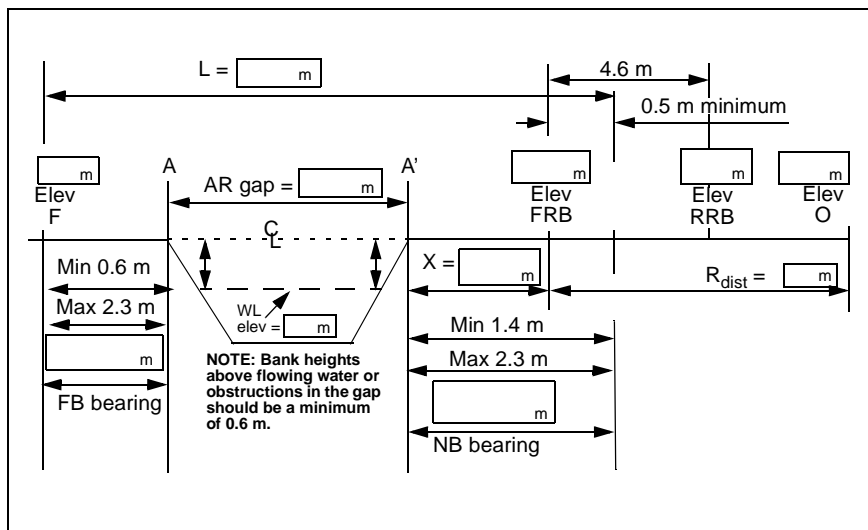 L = m
4.6 m
0.5 m minimum
m
Elev
F
A
AR gap = m
A’
m
Elev
FRB
m
Elev
RRB
m
Elev
O
CL
Min 0.6 m
Max 2.3 m
m
FB bearing
WL
elev = m
X = m
Rdist = m
NOTE: Bank heights
above flowing water or
obstructions in the gap
should be a minimum
of 0.6 m.
Min 1.4 m
Max 2.3 m
m
NB bearing